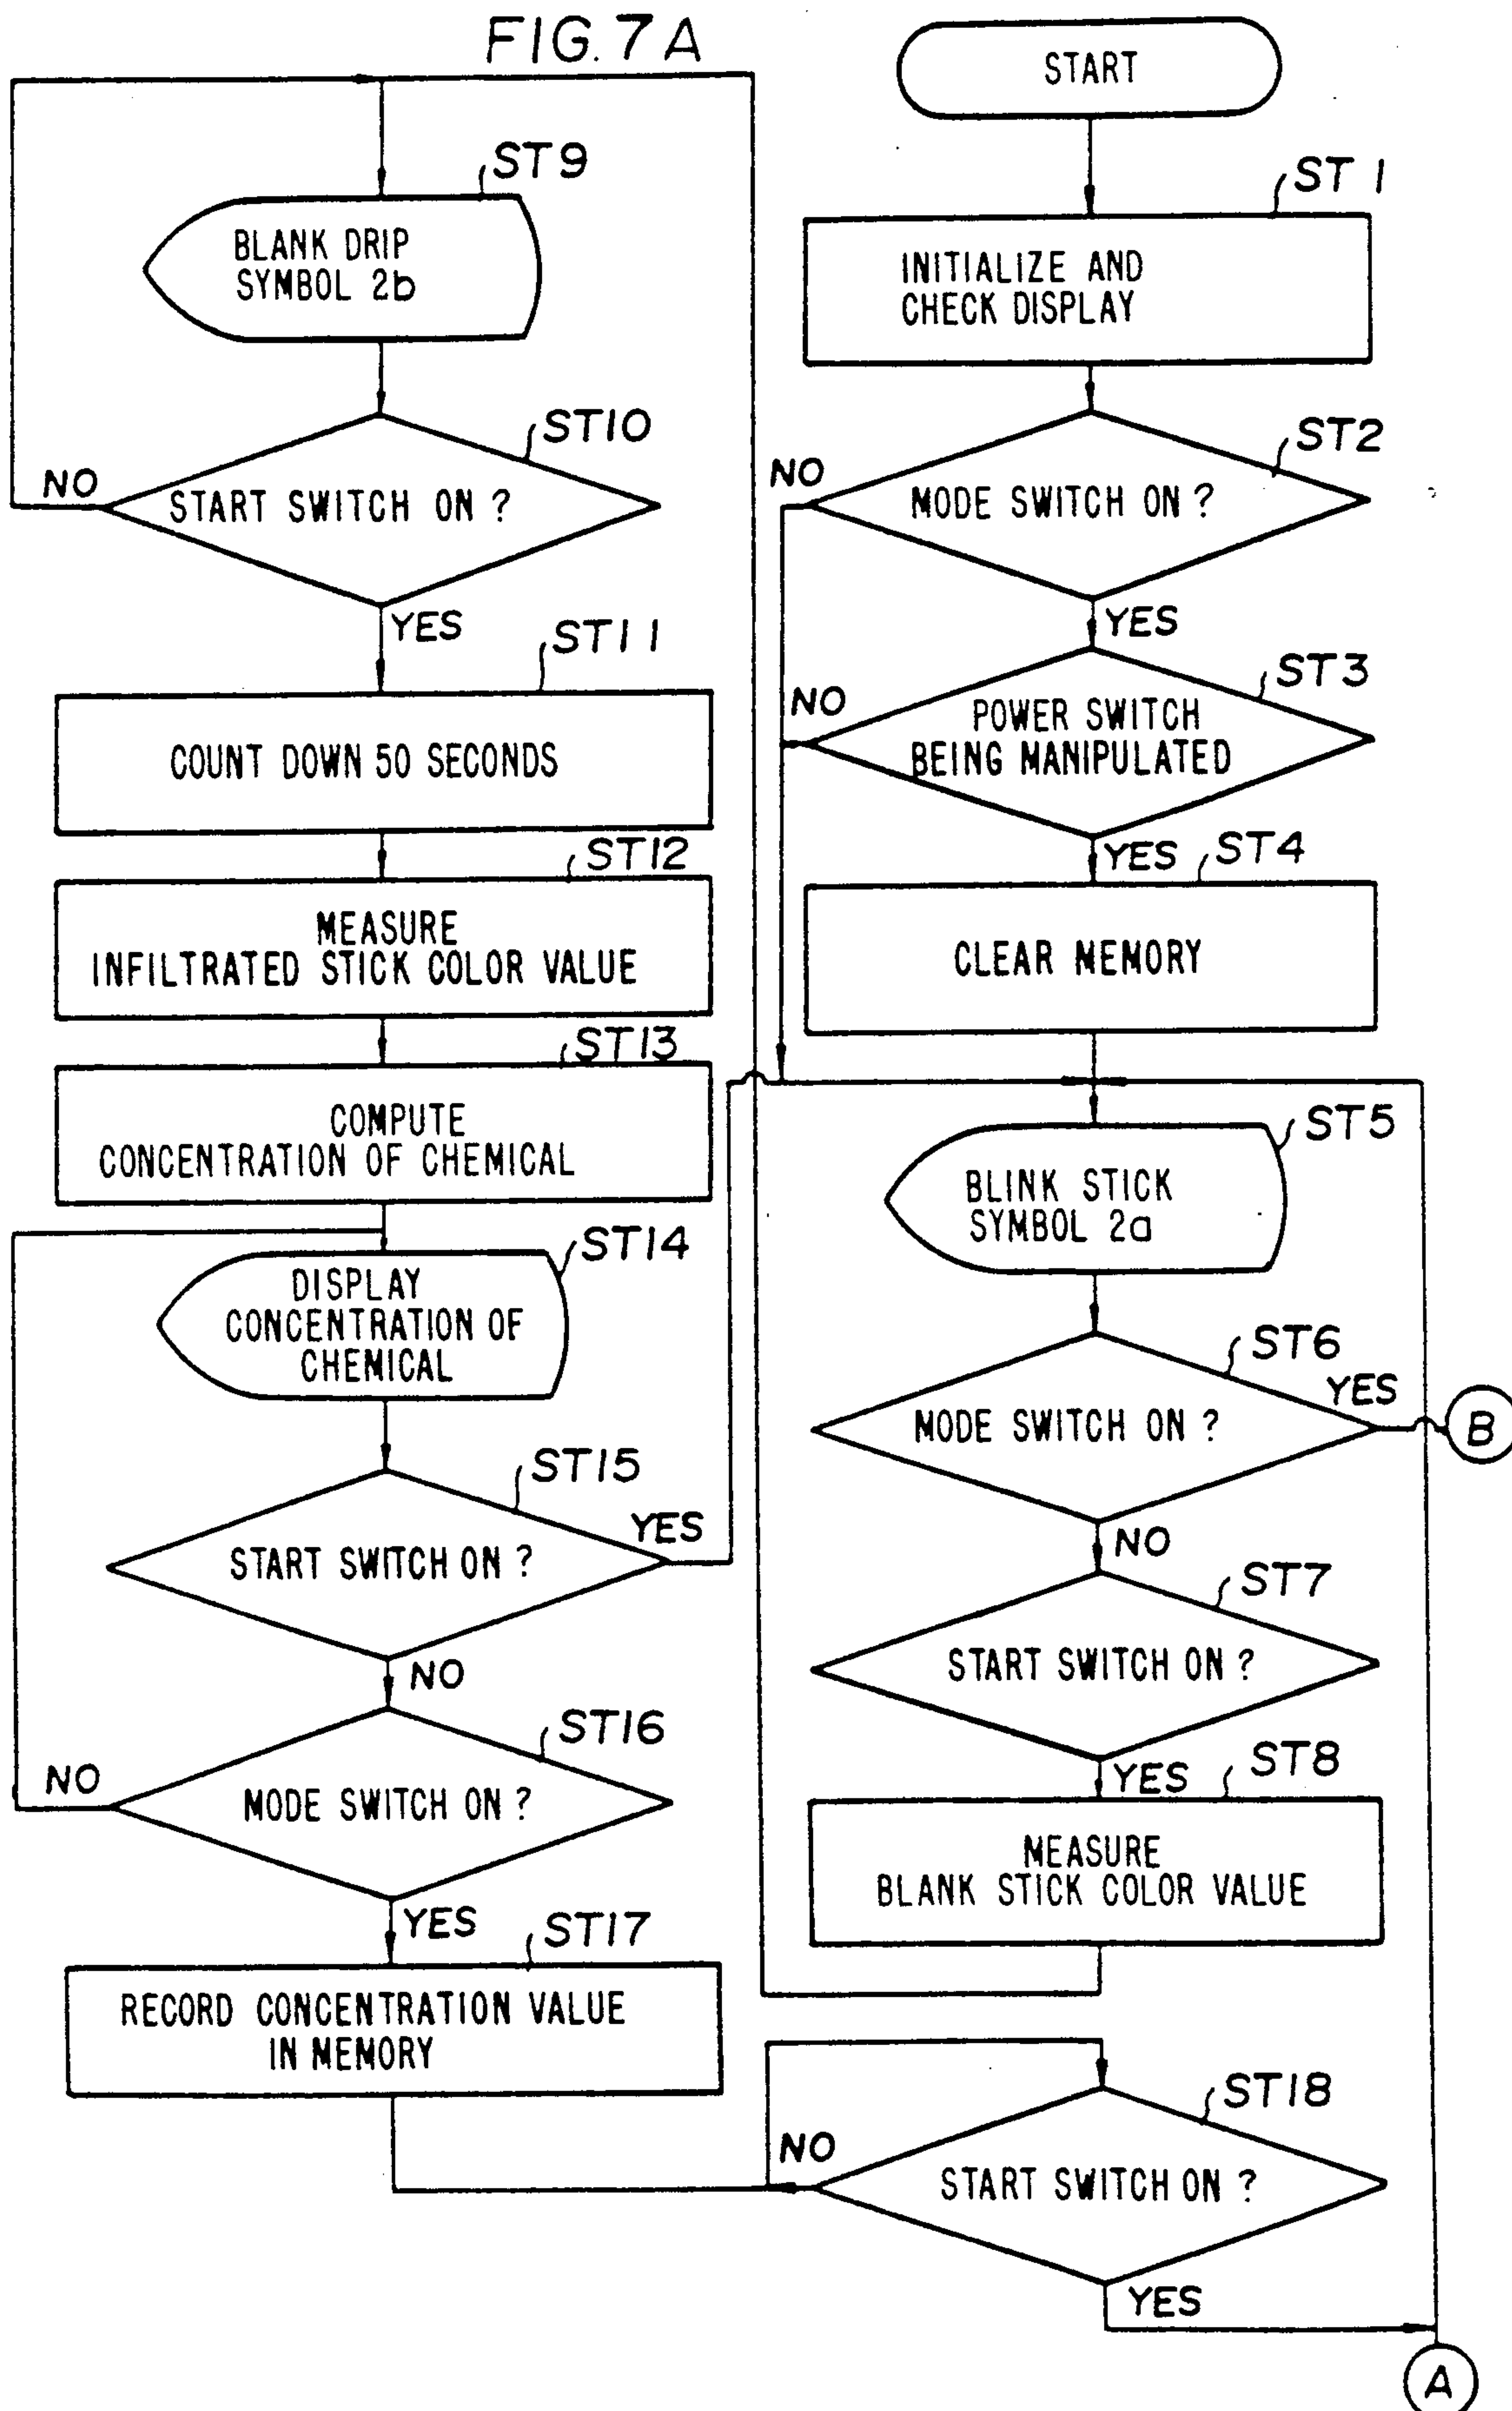 FIG. 7A
START
ST 1
INITIALIZE AND
CHECK DISPLAY
ST2
MODE SWITCH ON ?
NO
YES
ST3
POWER SWITCH
BEING MANIPULATED
NO
YES
ST4
CLEAR MEMORY
ST5
BLINK STICK
SYMBOL 2a
ST6
MODE SWITCH ON ?
YES
B
NO
ST7
START SWITCH ON ?
YES
ST8
MEASURE
BLANK STICK COLOR VALUE
ST9
BLANK DRIP
SYMBOL 2b
ST10
START SWITCH ON ?
NO
YES
ST11
COUNT DOWN 50 SECONDS
ST12
MEASURE
INFILTRATED STICK COLOR VALUE
ST13
COMPUTE
CONCENTRATION OF CHEMICAL
ST14
DISPLAY
CONCENTRATION OF
CHEMICAL
ST15
START SWITCH ON ?
YES
NO
ST16
MODE SWITCH ON ?
NO
YES
ST17
RECORD CONCENTRATION VALUE
IN MEMORY
ST18
START SWITCH ON ?
NO
YES
A